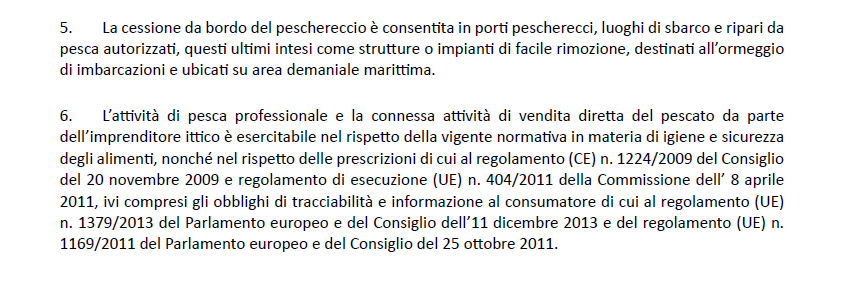 5. La cessione da bordo del peschereccio è consentita in porti pescherecci, luoghi di sbarco e ripari da
pesca autorizzati, questi ultimi intesi come strutture o impianti di facile rimozione, destinati all’ormeggio
di imbarcazioni e ubicati su area demaniale marittima.
6. L’attività di pesca professionale e la connessa attività di vendita diretta del pescato da parte
dell’imprenditore ittico è esercitabile nel rispetto della vigente normativa in materia di igiene e sicurezza
degli alimenti, nonché nel rispetto delle prescrizioni di cui al regolamento (CE) n. 1224/2009 del Consiglio
del 20 novembre 2009 e regolamento di esecuzione (UE) n. 404/2011 della Commissione dell’ 8 aprile
2011, ivi compresi gli obblighi di tracciabilità e informazione al consumatore di cui al regolamento (UE)
n. 1379/2013 del Parlamento europeo e del Consiglio dell’11 dicembre 2013 e del regolamento (UE) n.
1169/2011 del Parlamento europeo e del Consiglio del 25 ottobre 2011.